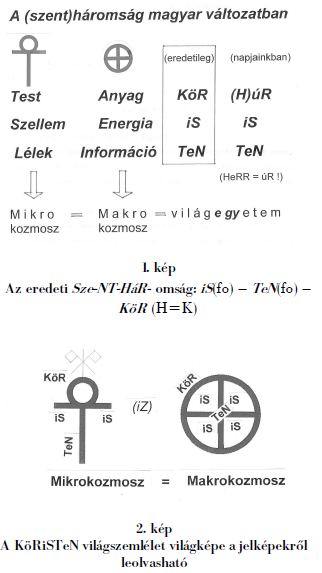 A (szent)háromság magyar változatban
(eredetileg) (napjainkban)
Test Anyag KöR (H)úR
Szellem Energia iS iS
Lélek Információ TeN TeN
(HeRR = úR !)
Mikro = Makro = világegyetem
kozmosz kozmosz
1. kép
Az eredeti Sze-NT-HáR- omság: iS(fo) – TeN(fo) –
KöR (H=K)
KöR KöR
iS iS (iZ) iS iS
TeN TeN
iS iS
Mikrokozmosz = Makrokozmosz
2. kép
A KöRiSTeN világszemlélet világképe a jelképekről
leolvasható